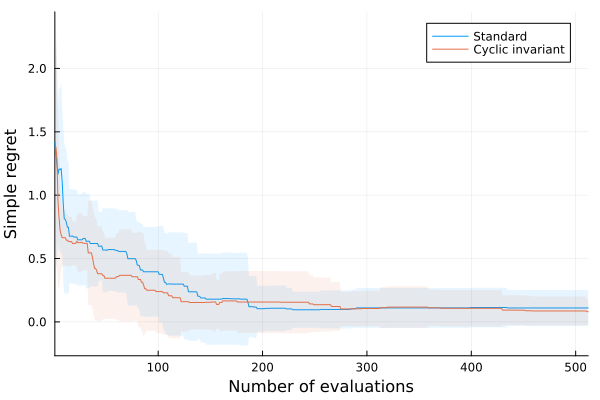 Standard
Cyclic invariant
2.0
1.5
1.0
0.5
0.0
Simple regret
100 200 300 400 500
Number of evaluations